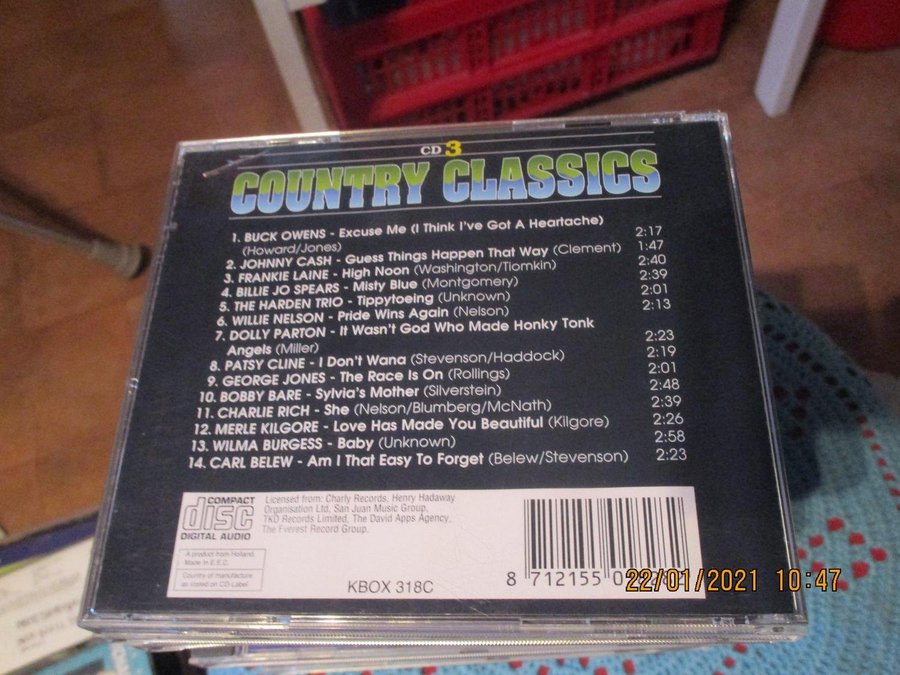 CD 3
COUNTRY CLASSICS
1. BUCK OWENS - Excuse Me (I Think I've Got A Heartache)
(Howard/Jones) 2:17
2. JOHNNY CASH - Guess Things Happen That Way (Clement) 1:47
3. FRANKIE LAINE - High Noon (Washington/Tiomkin) 2:40
4. BILLIE JO SPEARS - Misty Blue (Montgomery) 2:39
5. THE HARDEN TRIO - Tippytoeing (Unknown) 2:01
6. WILLIE NELSON - Pride Wins Again (Nelson) 2:13
7. DOLLY PARTON - It Wasn't God Who Made Honky Tonk
Angels (Miller) 2:23
8. PATSY CLINE - I Don't Wana (Stevenson/Haddock) 2:19
9. GEORGE JONES - The Race Is On (Rollings) 2:01
10. BOBBY BARE - Sylvia's Mother (Silverstein) 2:48
11. CHARLIE RICH - She (Nelson/Blumberg/McNath) 2:39
12. MERLE KILGORE - Love Has Made You Beautiful (Kilgore) 2:26
13. WILMA BURGESS - Baby (Unknown) 2:58
14. CARL BELEW - Am I That Easy To Forget (Belew/Stevenson) 2:23
COMPACT
disc
DIGITAL AUDIO
Licensed from: Charly Records, Henry Hadaway
Organisation Ltd, San Juan Music Group,
TKO Records Limited, The David Apps Agency,
The Everest Record Group.
A product from Holland
Made in E.E.C.
Country of manufacture
as stated on CD-Label
KBOX 318C
8 712155 0
22/01/2021 10:47